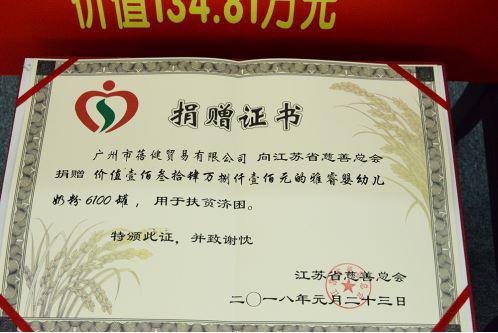 价值134.81万元
捐赠证书
广州市蓓健贸易有限公司 向江苏省慈善总会
捐赠 价值壹佰叁拾肆万捌仟壹佰元的雅睿婴幼儿
奶粉6100罐，用于扶贫济困。
特颁此证，并致谢忱
江苏省慈善总会
二〇一八年元月二十三日